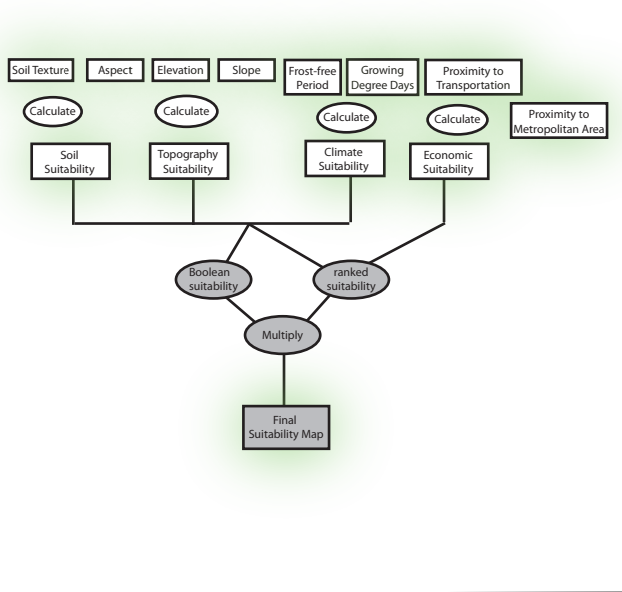 Soil Texture
Aspect
Elevation
Slope
Frost-free
Period
Growing
Degree Days
Proximity to
Transportation
Proximity to
Metropolitan Area
Calculate
Calculate
Calculate
Calculate
Soil
Suitability
Topography
Suitability
Climate
Suitability
Economic
Suitability
Boolean
suitability
ranked
suitability
Multiply
Final
Suitability Map